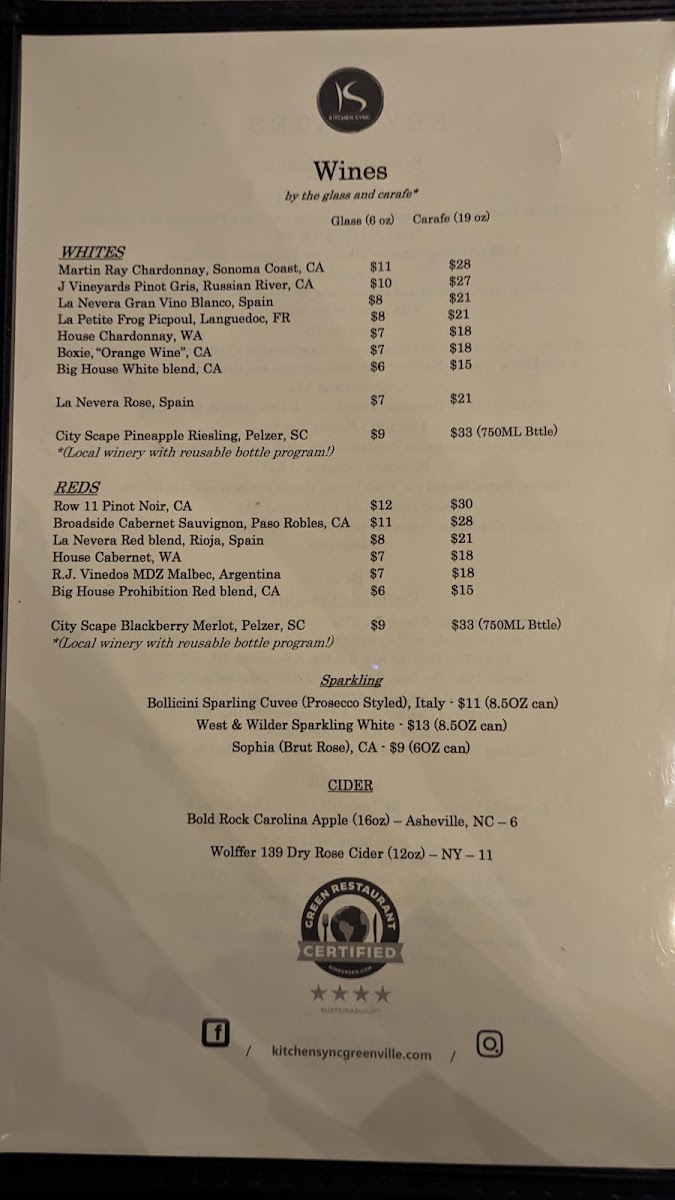 KITCHEN SYNC
Wines
by the glass and carafe*
Glass (6 oz) Carafe (19 oz)
WHITES
Martin Ray Chardonnay, Sonoma Coast, CA $11 $28
J Vineyards Pinot Gris, Russian River, CA $10 $27
La Nevera Gran Vino Blanco, Spain $8 $21
La Petite Frog Picpoul, Languedoc, FR $8 $21
House Chardonnay, WA $7 $18
Boxie, "Orange Wine", CA $7 $18
Big House White blend, CA $6 $15
La Nevera Rose, Spain $7 $21
City Scape Pineapple Riesling, Pelzer, SC $9 $33 (750ML Bttle)
*(Local winery with reusable bottle program!)
REDS
Row 11 Pinot Noir, CA $12 $30
Broadside Cabernet Sauvignon, Paso Robles, CA $11 $28
La Nevera Red blend, Rioja, Spain $8 $21
House Cabernet, WA $7 $18
R.J. Vinedos MDZ Malbec, Argentina $7 $18
Big House Prohibition Red blend, CA $6 $15
City Scape Blackberry Merlot, Pelzer, SC $9 $33 (750ML Bttle)
*(Local winery with reusable bottle program!)
Sparkling
Bollicini Sparling Cuvee (Prosecco Styled), Italy - $11 (8.5OZ can)
West & Wilder Sparkling White - $13 (8.5OZ can)
Sophia (Brut Rose), CA - $9 (6OZ can)
CIDER
Bold Rock Carolina Apple (16oz) – Asheville, NC – 6
Wolffer 139 Dry Rose Cider (12oz) – NY – 11
GREEN RESTAURANT
CERTIFIED
/ kitchensyncgreenville.com /